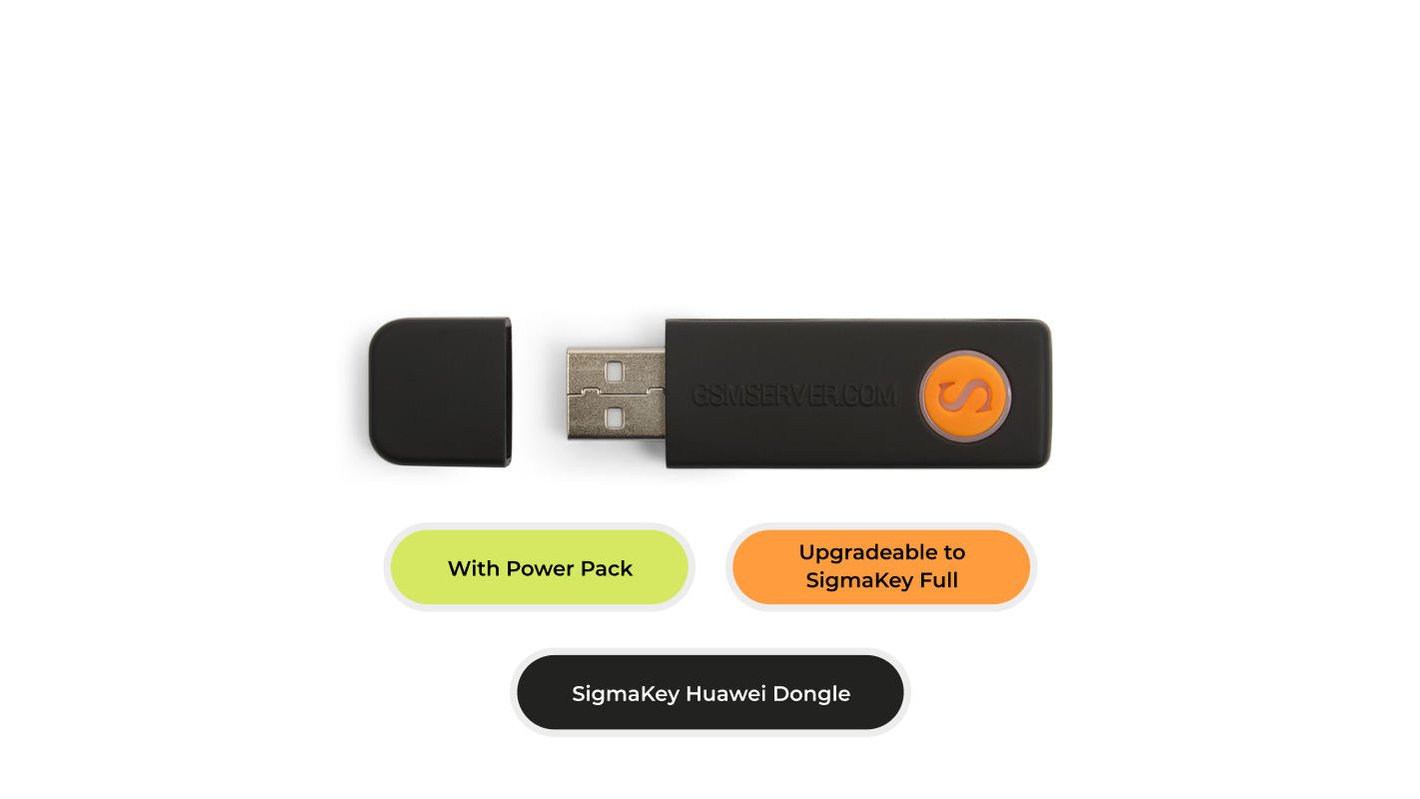 GSMSERVER.COM
S
With Power Pack
Upgradeable to
SigmaKey Full
SigmaKey Huawei Dongle